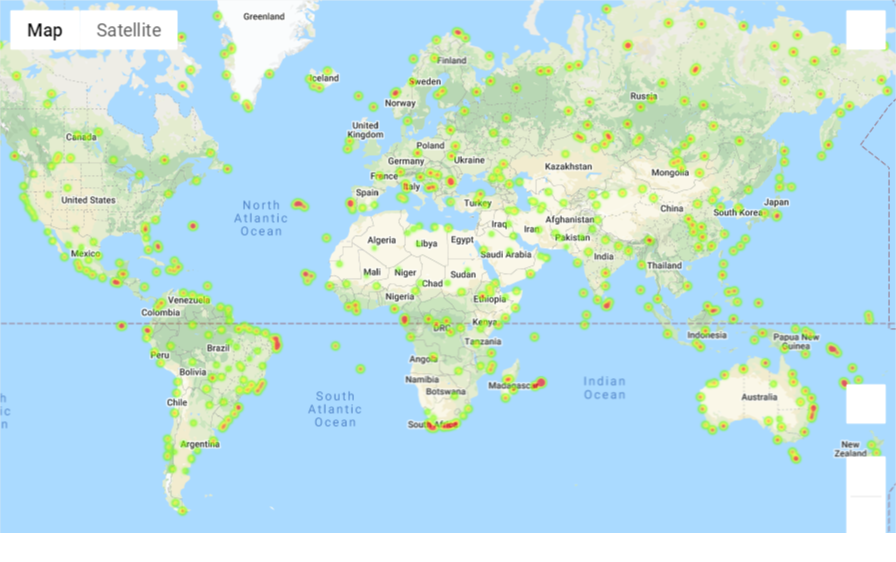 Map Satellite
Greenland
Iceland
Finland
Sweden
Norway
Russia
United
Kingdom
Canada
Poland
Germany
Ukraine
Kazakhstan
France
Mongolia
Italy
Spain
United States
North
Atlantic
Ocean
Turkey
China
Japan
South Korea
Afghanistan
Iraq
Iran
Pakistan
Algeria
Libya
Egypt
Mexico
Saudi Arabia
India
Thailand
Mali
Niger
Sudan
Chad
Nigeria
Ethiopia
Venezuela
Colombia
DRC
Kenya
Indonesia
Papua New
Guinea
Tanzania
Brazil
Peru
Angola
Bolivia
Namibia
Botswana
Madagascar
Indian
Ocean
South
Atlantic
Ocean
Chile
Australia
South Africa
Argentina
New
Zealand